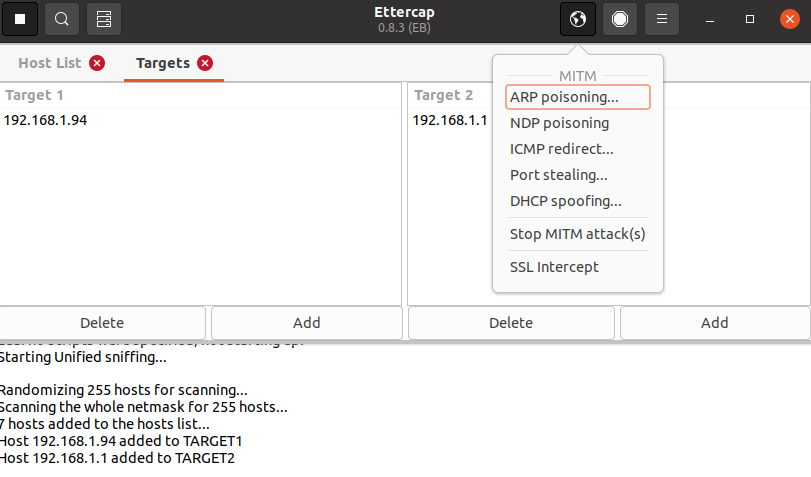 Ettercap
0.8.3 (EB)
Host List
Targets
Target 1
Target 2
192.168.1.94
192.168.1.1
MITM
ARP poisoning...
NDP poisoning
ICMP redirect...
Port stealing...
DHCP spoofing...
Stop MITM attack(s)
SSL Intercept
Delete
Add
Delete
Add
Starting Unified sniffing...
Randomizing 255 hosts for scanning...
Scanning the whole netmask for 255 hosts...
7 hosts added to the hosts list...
Host 192.168.1.94 added to TARGET1
Host 192.168.1.1 added to TARGET2